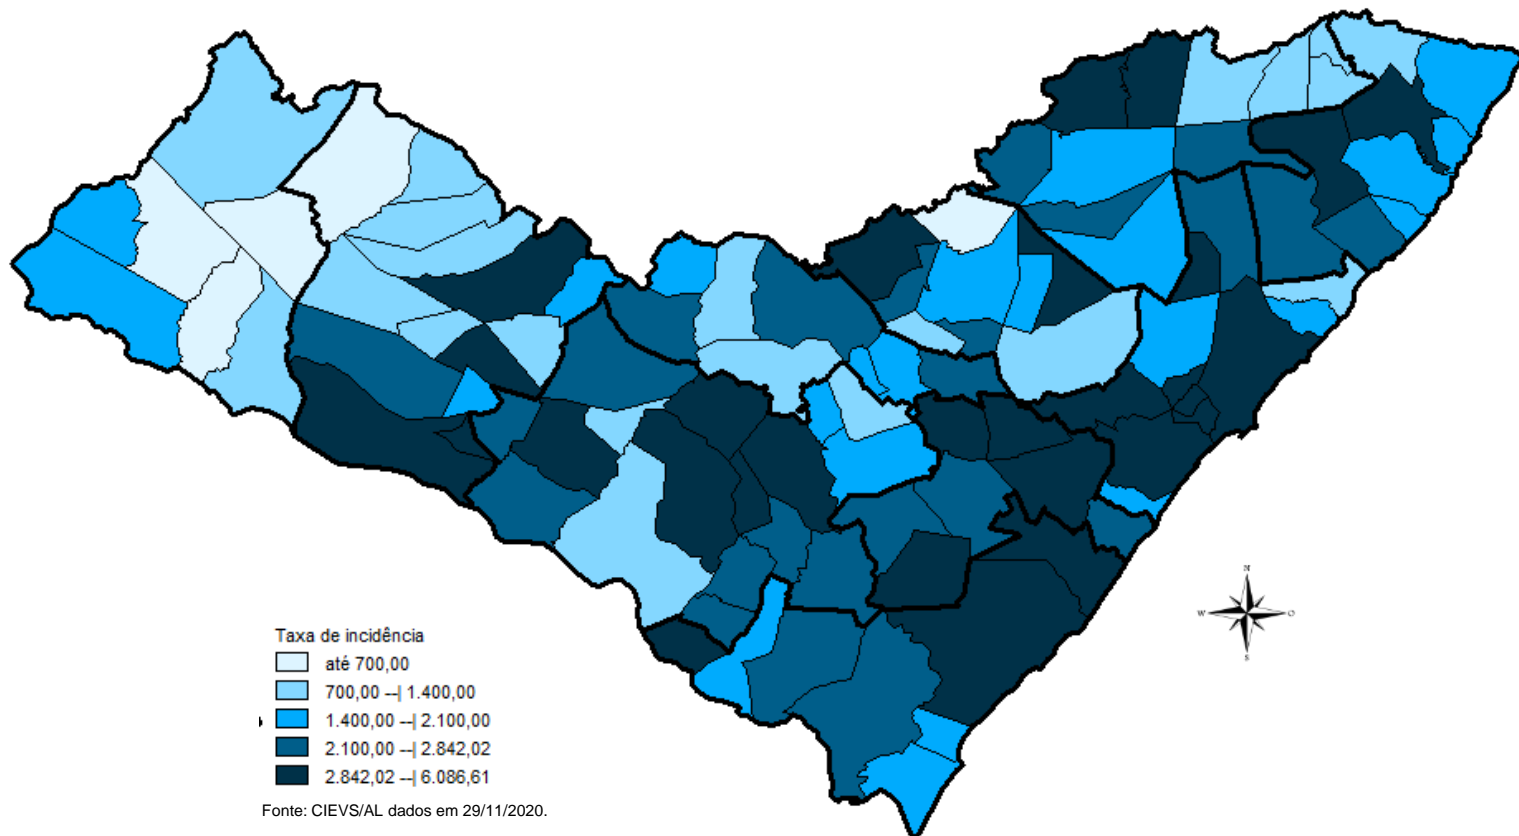 N
W
O
S
Taxa de incidência
até 700,00
700,00 --| 1.400,00
1.400,00 --| 2.100,00
2.100,00 --| 2.842,02
2.842,02 --| 6.086,61
Fonte: CIEVS/AL dados em 29/11/2020.